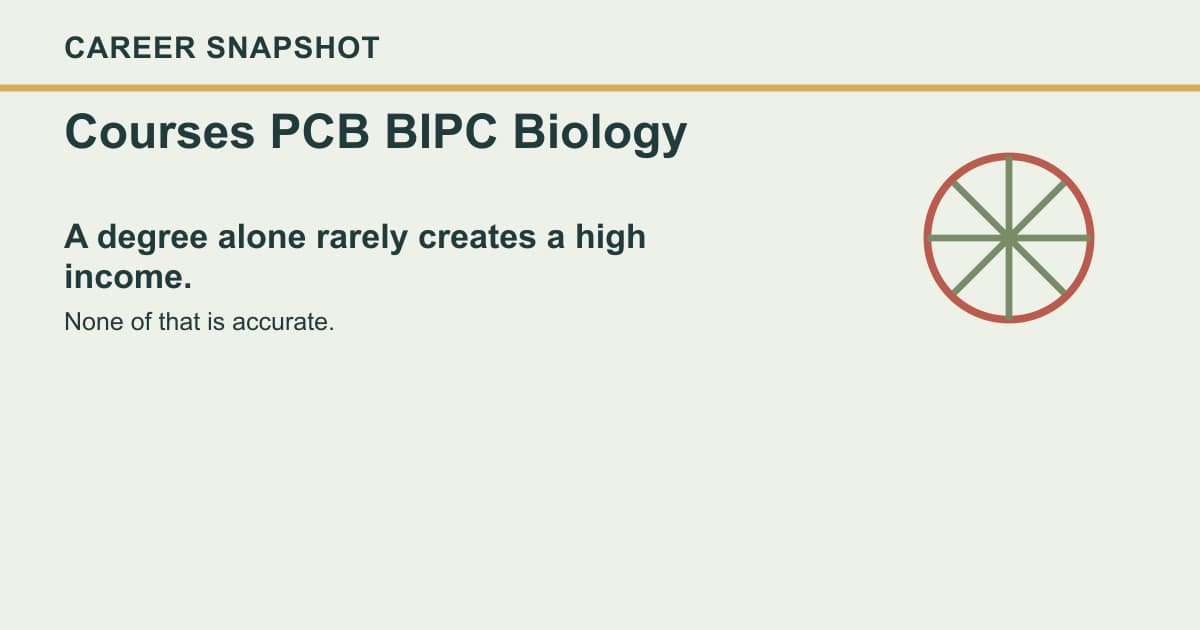 CAREER SNAPSHOT
Courses PCB BIPC Biology
A degree alone rarely creates a high
income.
None of that is accurate.